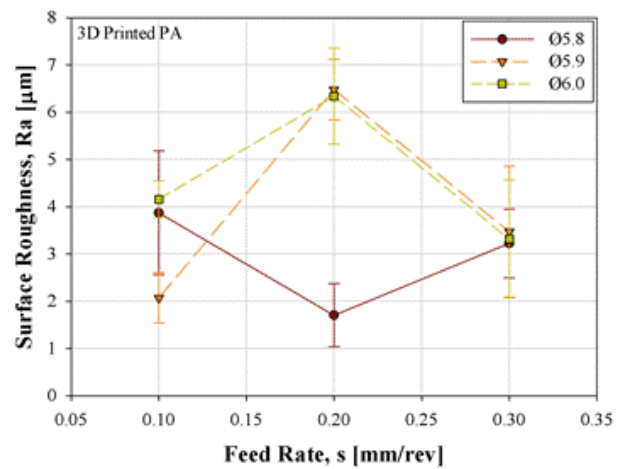 3D Printed PA
Ø5.8
Ø5.9
Ø6.0
Surface Roughness, Ra [µm]
8
7
6
5
4
3
2
1
0
0.05 0.10 0.15 0.20 0.25 0.30 0.35
Feed Rate, s [mm/rev]